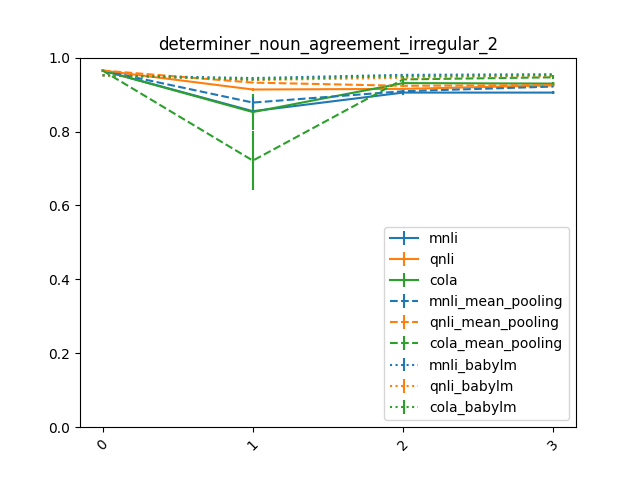 determiner_noun_agreement_irregular_2
1.0
0.8
0.6
0.4
0.2
0.0
0
1
2
3
mnli
qnli
cola
mnli_mean_pooling
qnli_mean_pooling
cola_mean_pooling
mnli_babylm
qnli_babylm
cola_babylm